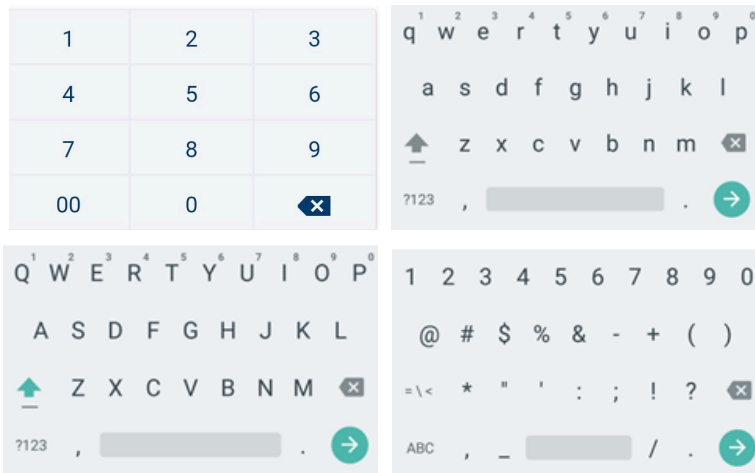 1 2 3
4 5 6
7 8 9
00 0
1 2 3 4 5 6 7 8 9 0
q w e r t y u i o p
a s d f g h j k l
z x c v b n m
?123 , .
1 2 3 4 5 6 7 8 9 0
Q W E R T Y U I O P
A S D F G H J K L
Z X C V B N M
?123 , .
1 2 3 4 5 6 7 8 9 0
@ # $ % & - + ( )
= \ < * " ' : ; ! ?
ABC , _ / .